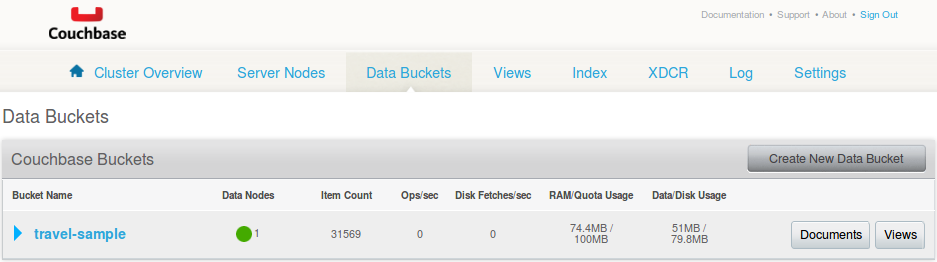 Couchbase
Documentation • Support • About • Sign Out
Cluster Overview Server Nodes Data Buckets Views Index XDCR Log Settings
Data Buckets
Couchbase Buckets Create New Data Bucket
Bucket Name Data Nodes Item Count Ops/sec Disk Fetches/sec RAM/Quota Usage Data/Disk Usage
travel-sample 1 31569 0 0 74.4MB / 100MB 51MB / 79.8MB Documents Views